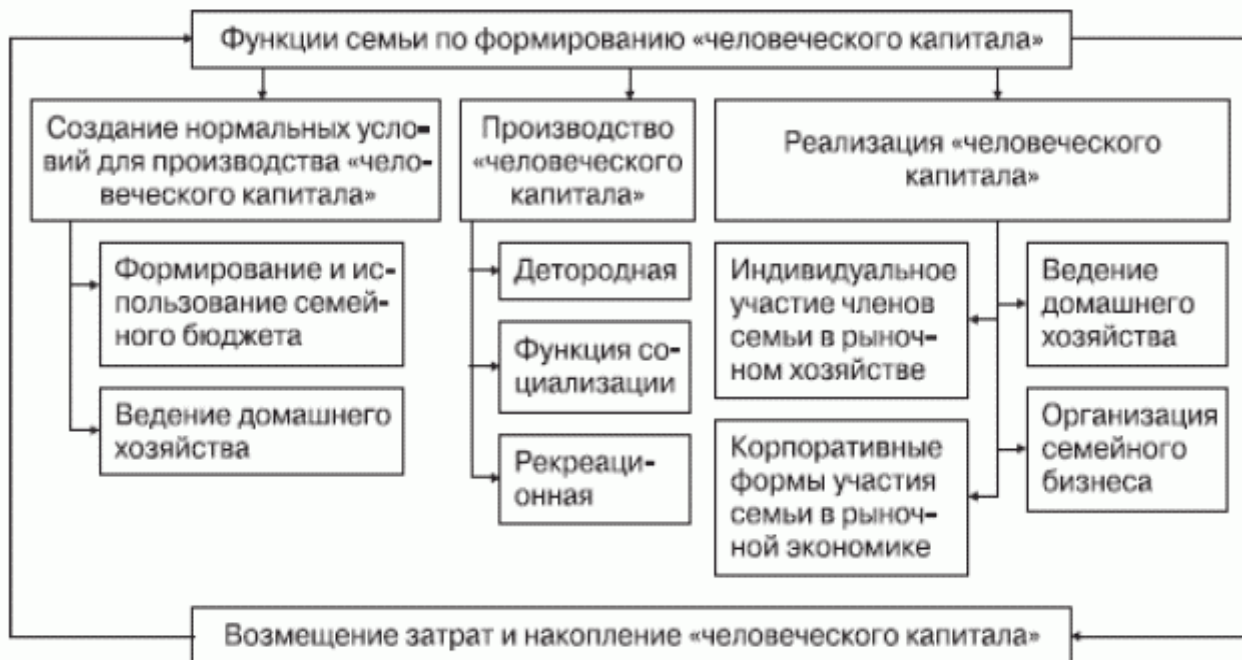 Функции семьи по формированию «человеческого капитала»
Создание нормальных усло-
вий для производства «чело-
веческого капитала»
Формирование и ис-
пользование семей-
ного бюджета
Ведение домашнего
хозяйства
Производство
«человеческого
капитала»
Детородная
Функция со-
циализации
Рекреаци-
онная
Реализация «человеческого
капитала»
Индивидуальное
участие членов
семьи в рыноч-
ном хозяйстве
Корпоративные
формы участия
семьи в рыноч-
ной экономике
Ведение
домашнего
хозяйства
Организация
семейного
бизнеса
Возмещение затрат и накопление «человеческого капитала»